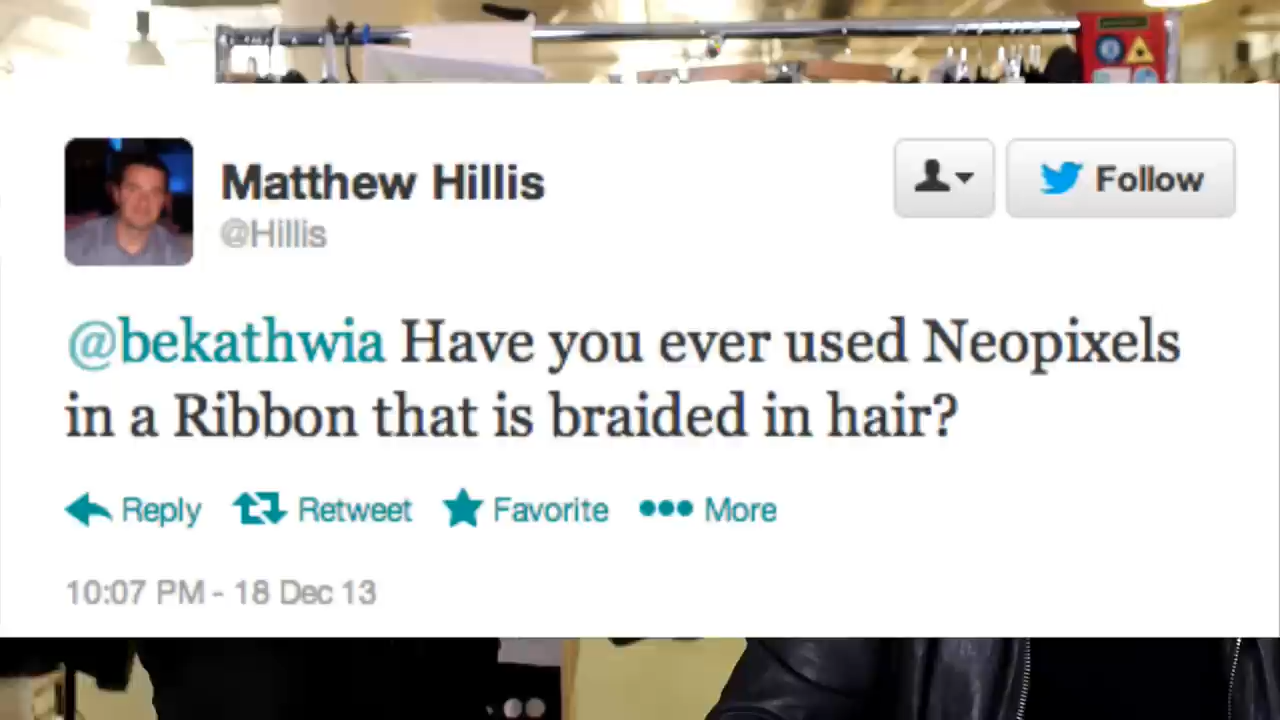 Matthew Hillis
@Hillis
Follow
@bekathwia Have you ever used Neopixels
in a Ribbon that is braided in hair?
Reply Retweet Favorite More
10:07 PM - 18 Dec 13